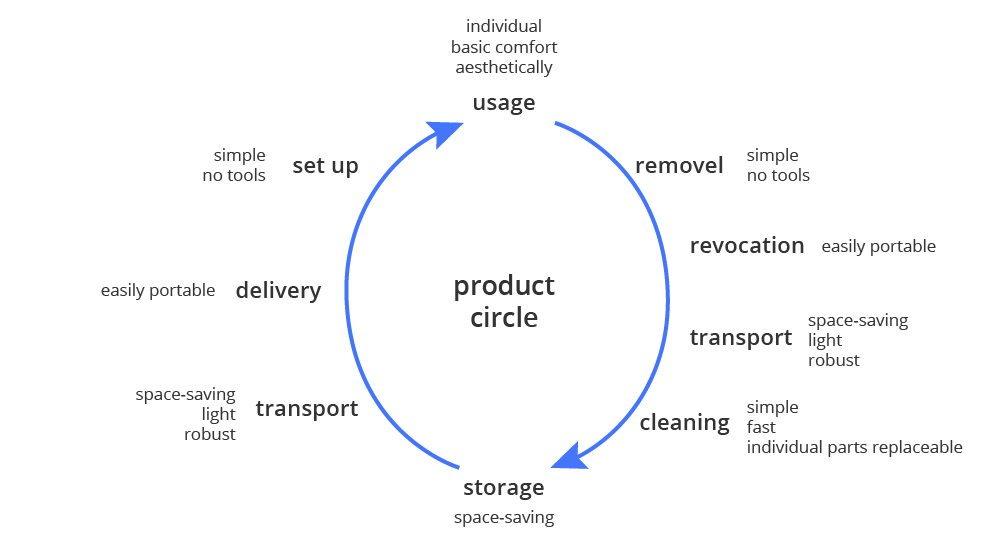 individual
basic comfort
aesthetically
usage
simple
no tools
set up
removel
simple
no tools
revocation
easily portable
easily portable
delivery
product
circle
transport
space-saving
light
robust
space-saving
light
robust
transport
cleaning
simple
fast
individual parts replaceable
storage
space-saving